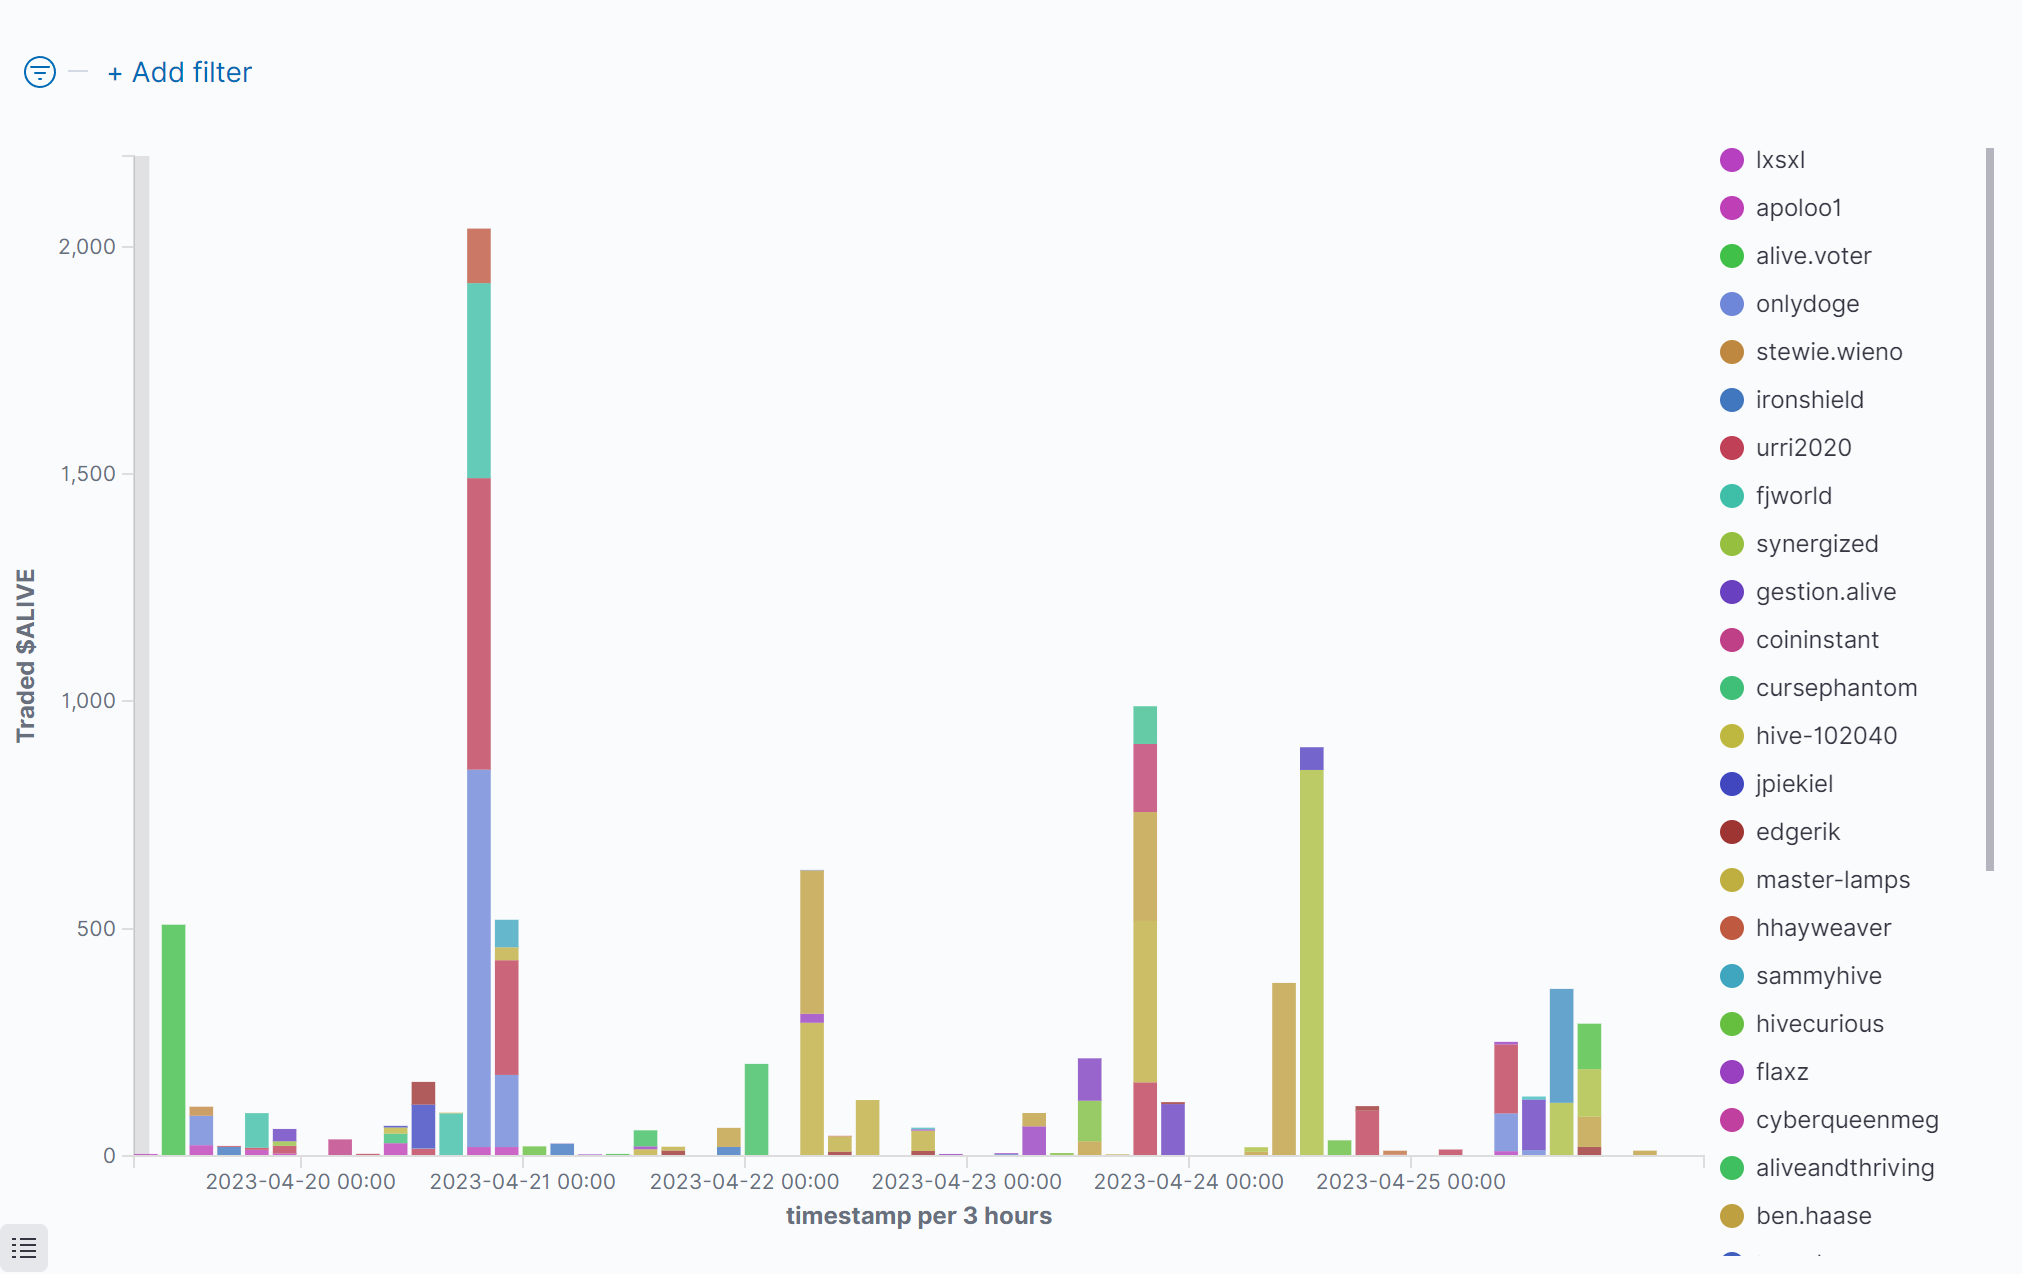 + Add filter
2,000
1,500
1,000
500
0
Traded $ALIVE
2023-04-20 00:00
2023-04-21 00:00
2023-04-22 00:00
2023-04-23 00:00
2023-04-24 00:00
2023-04-25 00:00
timestamp per 3 hours
lxsxl
apoloo1
alive.voter
onlydoge
stewie.wieno
ironshield
urri2020
fjworld
synergized
gestion.alive
coininstant
cursephantom
hive-102040
jpiekiel
edgerik
master-lamps
hhayweaver
sammyhive
hivecurious
flaxz
cyberqueenmeg
aliveandthriving
ben.haase